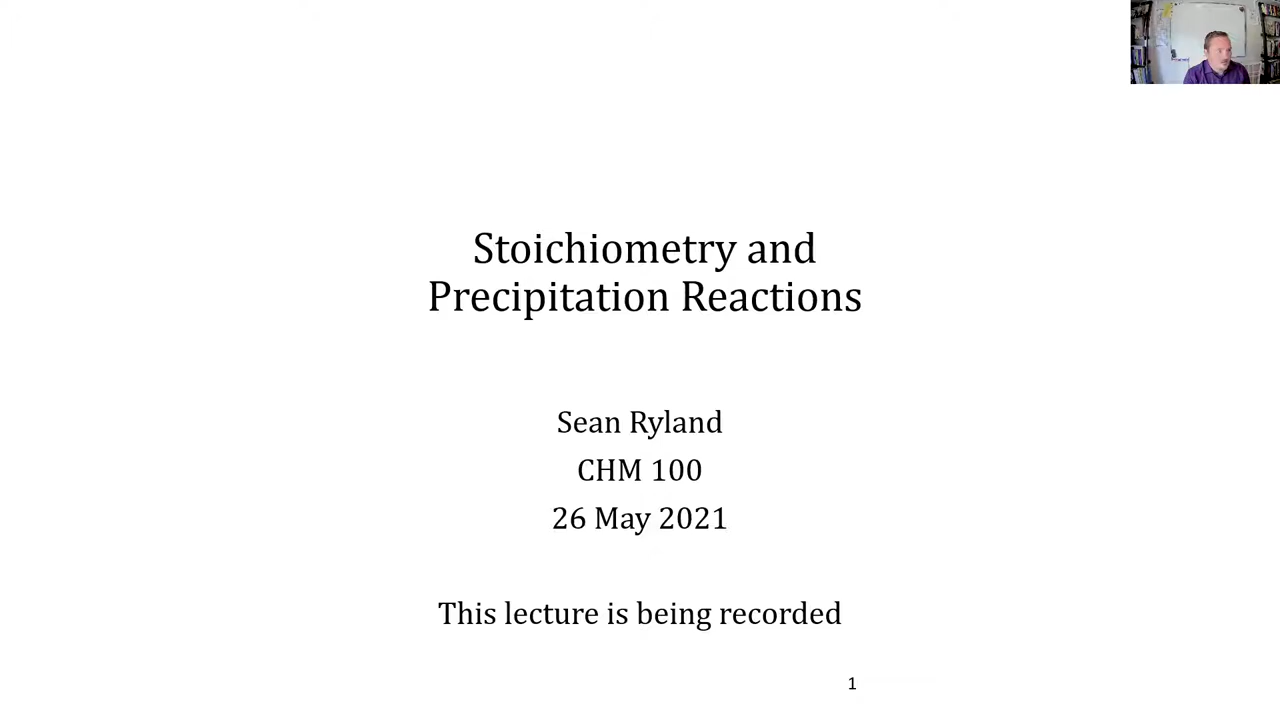 Stoichiometry and
Precipitation Reactions
Sean Ryland
CHM 100
26 May 2021
This lecture is being recorded
1